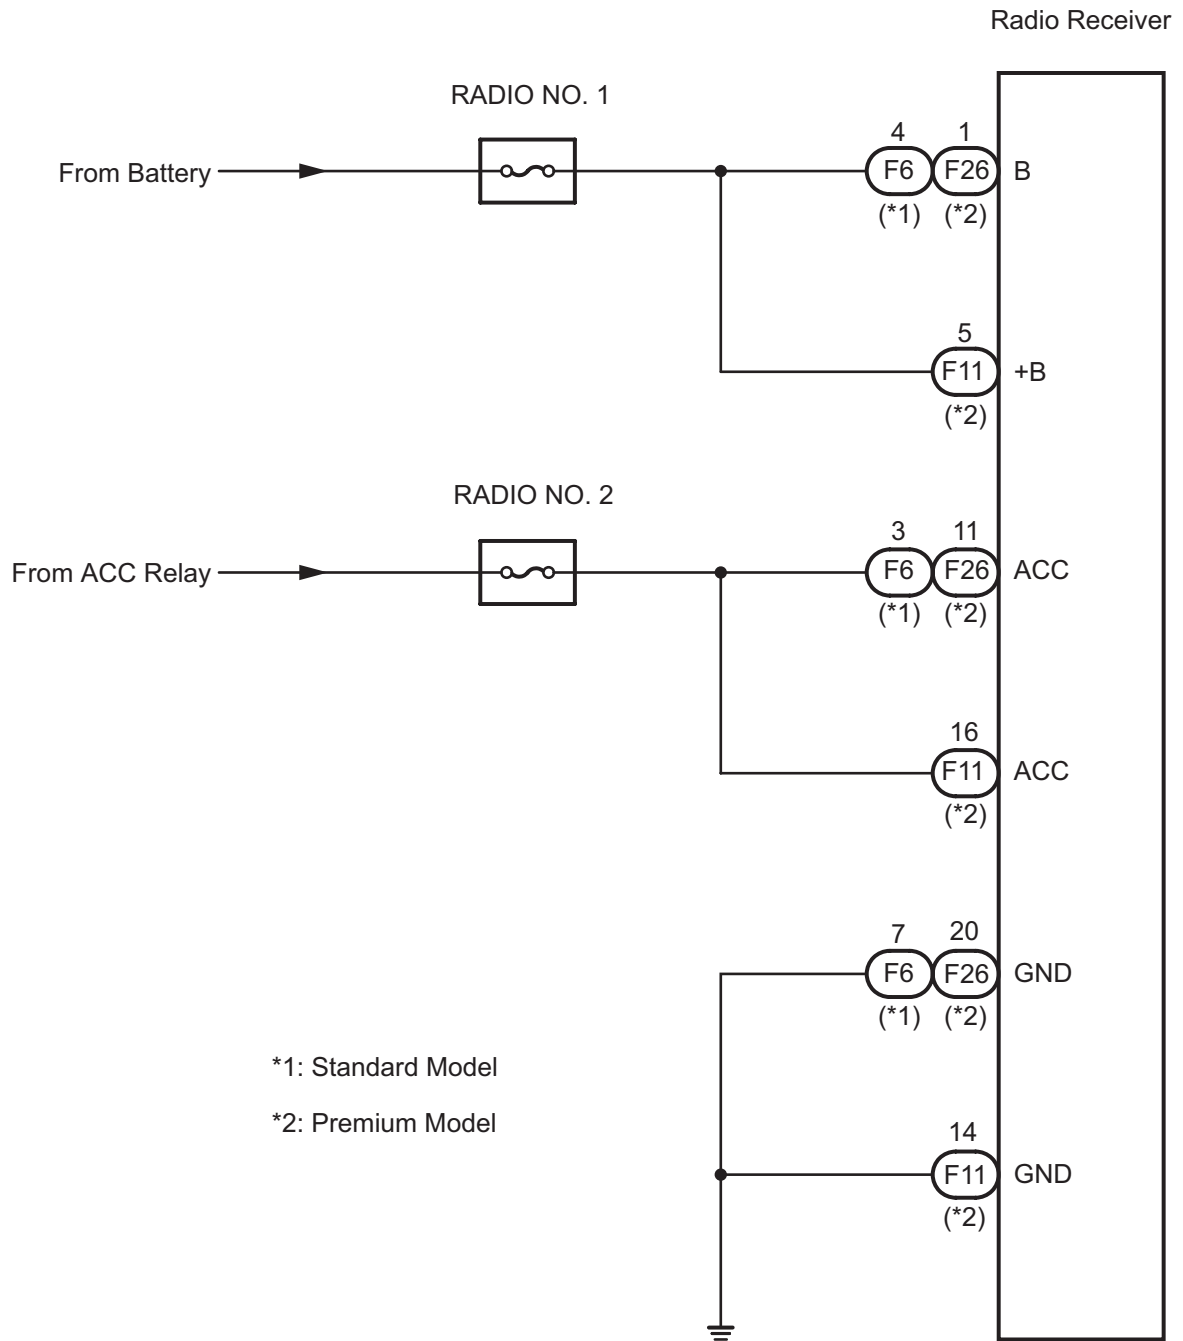 Radio Receiver
RADIO NO. 1
4 1
From Battery F6 F26 B
(*1) (*2)
5
F11 +B
(*2)
RADIO NO. 2
3 11
From ACC Relay F6 F26 ACC
(*1) (*2)
16
F11 ACC
(*2)
7 20
F6 F26 GND
(*1) (*2)
*1: Standard Model
*2: Premium Model
14
F11 GND
(*2)